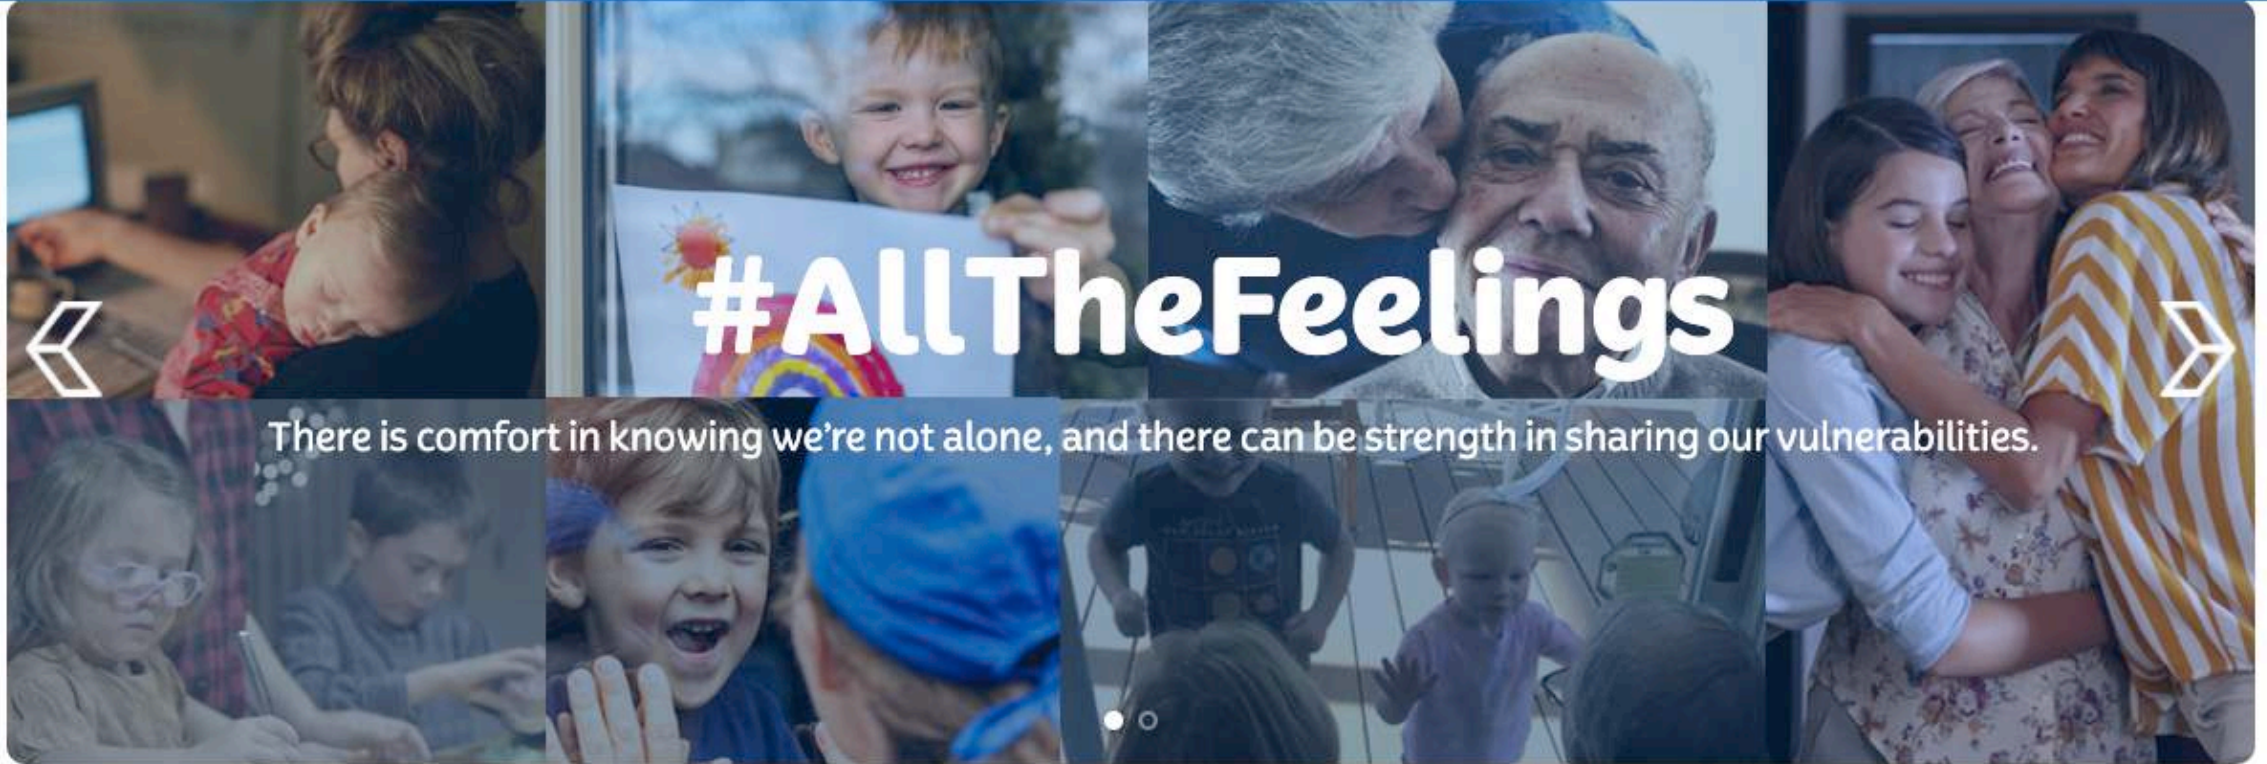 #AllTheFeelings
There is comfort in knowing we're not alone, and there can be strength in sharing our vulnerabilities.